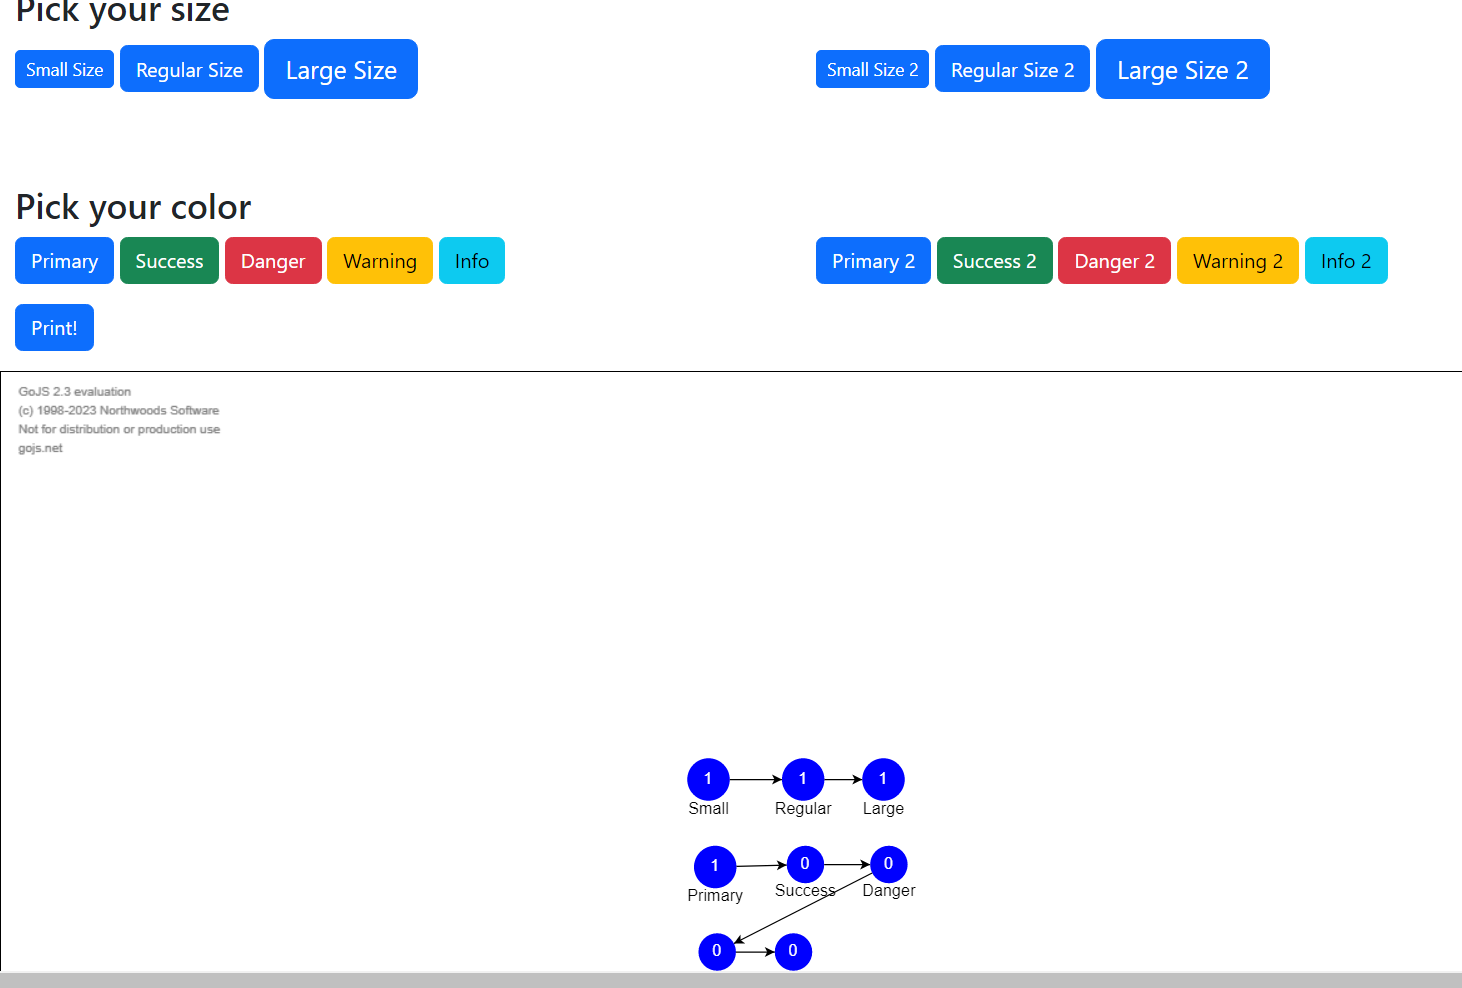 Pick your size
Small Size Regular Size Large Size Small Size 2 Regular Size 2 Large Size 2
Pick your color
Primary Success Danger Warning Info Primary 2 Success 2 Danger 2 Warning 2 Info 2
Print!
GoJS 2.3 evaluation
(c) 1998-2023 Northwoods Software
Not for distribution or production use
gojs.net
1 1 1
Small Regular Large
1 0 0
Primary Success Danger
0 0